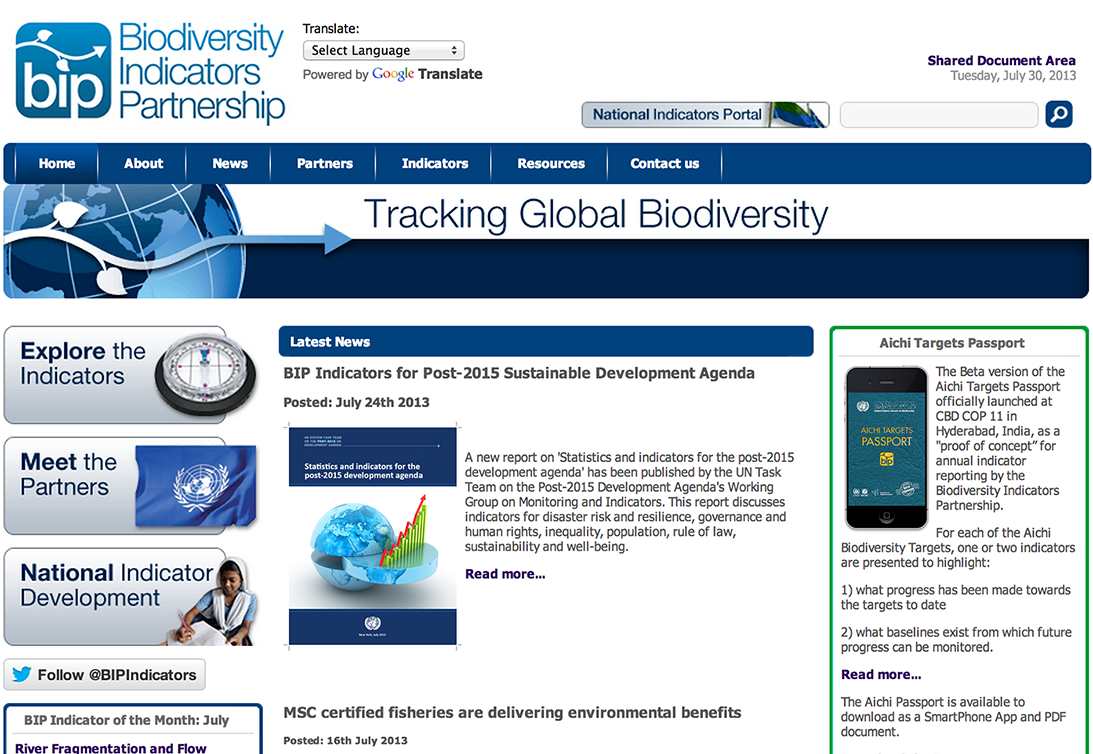 bip
Biodiversity
Indicators
Partnership
Translate:
Select Language
Powered by Google Translate
Shared Document Area
Tuesday, July 30, 2013
National Indicators Portal
Home
About
News
Partners
Indicators
Resources
Contact us
Tracking Global Biodiversity
Explore the
Indicators
Meet the
Partners
National Indicator
Development
Follow @BIPIndicators
BIP Indicator of the Month: July
River Fragmentation and Flow
Latest News
BIP Indicators for Post-2015 Sustainable Development Agenda
Posted: July 24th 2013
UN SYSTEM TASK TEAM
ON THE POST-2015 UN
DEVELOPMENT AGENDA
Statistics and indicators for the
post-2015 development agenda
New York, July 2013
A new report on 'Statistics and indicators for the post-2015
development agenda' has been published by the UN Task
Team on the Post-2015 Development Agenda's Working
Group on Monitoring and Indicators. This report discusses
indicators for disaster risk and resilience, governance and
human rights, inequality, population, rule of law,
sustainability and well-being.
Read more...
MSC certified fisheries are delivering environmental benefits
Posted: 16th July 2013
Aichi Targets Passport
AICHI TARGETS
PASSPORT
bip
The Beta version of the
Aichi Targets Passport
officially launched at
CBD COP 11 in
Hyderabad, India, as a
"proof of concept” for
annual indicator
reporting by the
Biodiversity Indicators
Partnership.
For each of the Aichi
Biodiversity Targets, one or two indicators
are presented to highlight:
1) what progress has been made towards
the targets to date
2) what baselines exist from which future
progress can be monitored.
Read more...
The Aichi Passport is available to
download as a SmartPhone App and PDF
document.